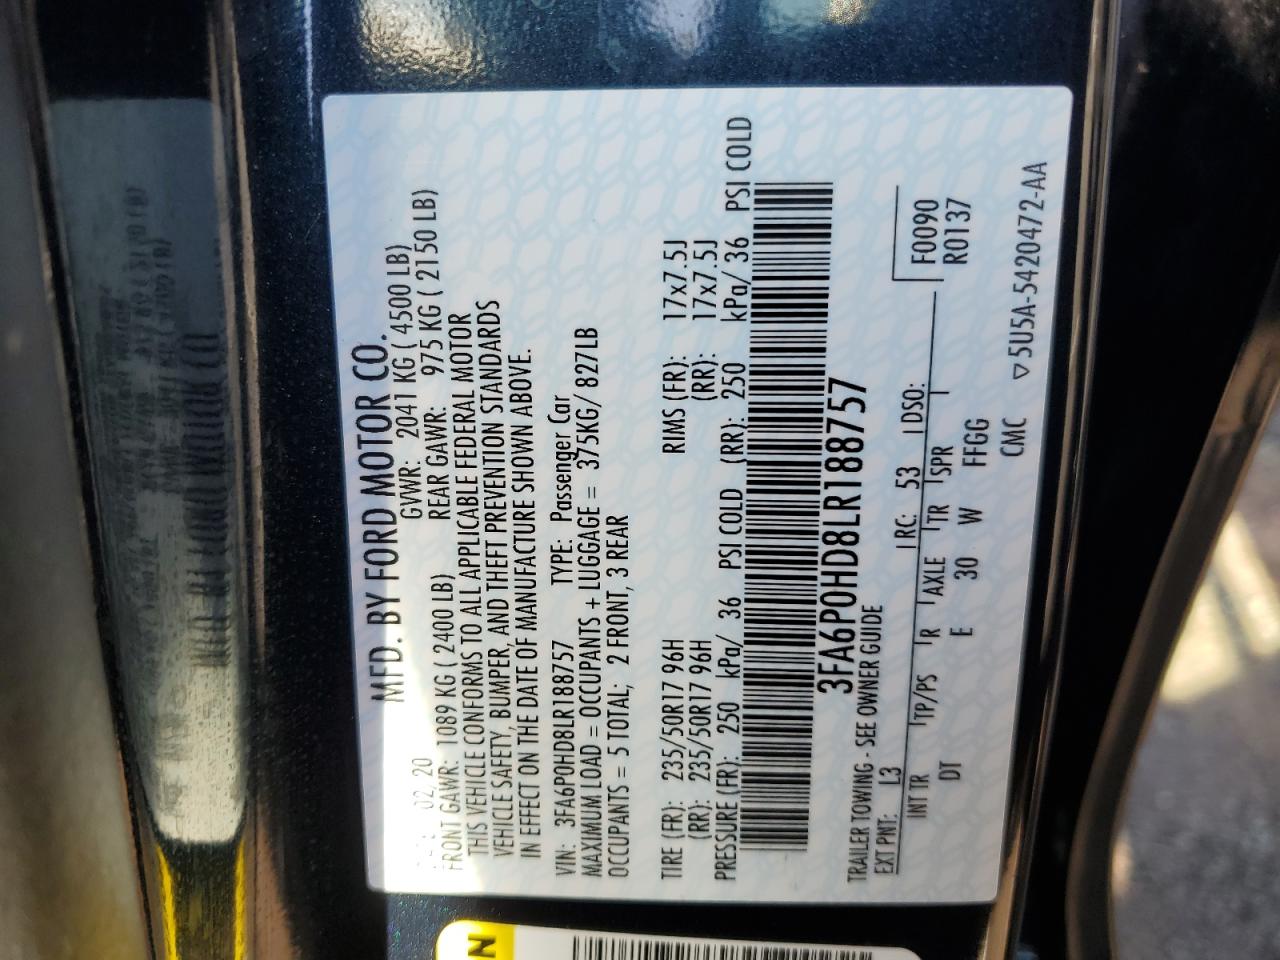 MFD. BY FORD MOTOR CO.
02/20 GVWR: 2041 KG ( 4500 LB)
FRONT GAWR: 1089 KG ( 2400 LB) REAR GAWR: 975 KG ( 2150 LB)
THIS VEHICLE CONFORMS TO ALL APPLICABLE FEDERAL MOTOR
VEHICLE SAFETY, BUMPER, AND THEFT PREVENTION STANDARDS
IN EFFECT ON THE DATE OF MANUFACTURE SHOWN ABOVE.
VIN: 3FA6P0HD8LR188757 TYPE: Passenger Car
MAXIMUM LOAD = OCCUPANTS + LUGGAGE = 375KG/ 827LB
OCCUPANTS = 5 TOTAL; 2 FRONT, 3 REAR
TIRE (FR): 235/50R17 96H RIMS (FR): 17x7.5J
(RR): 235/50R17 96H (RR): 17x7.5J
PRESSURE (FR): 250 kPa/ 36 PSI COLD (RR): 250 kPa/ 36 PSI COLD
3FA6P0HD8LR188757
TRAILER TOWING - SEE OWNER GUIDE
EXT PNT: L3 RC: 53 DSO:
F0090
R0137
INT TR TP/PS R AXLE TR SPR
DT E 30 W FFGG
CMC ▽5U5A-5420472-AA
N